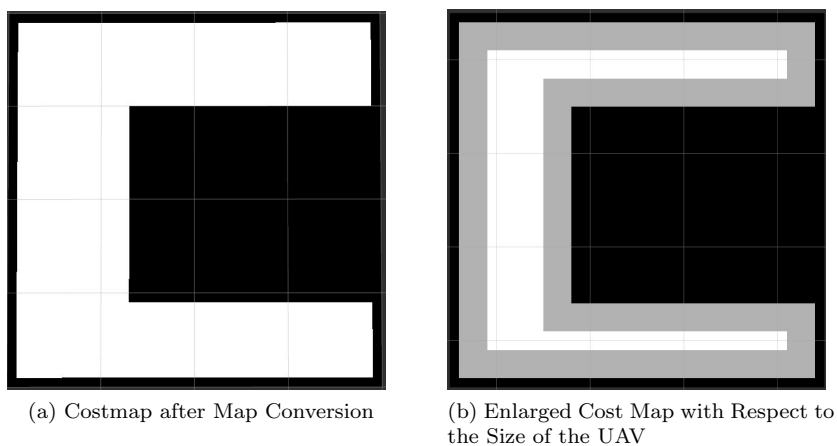 (a) Costmap after Map Conversion
(b) Enlarged Cost Map with Respect to
the Size of the UAV